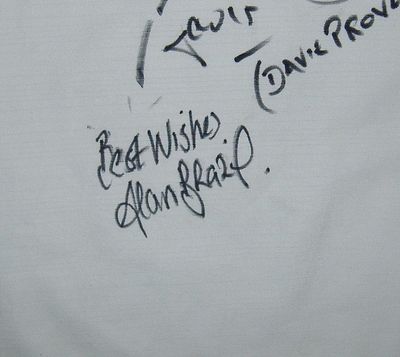 (DAVIE PROV
Best Wishes
Alan Brazil.